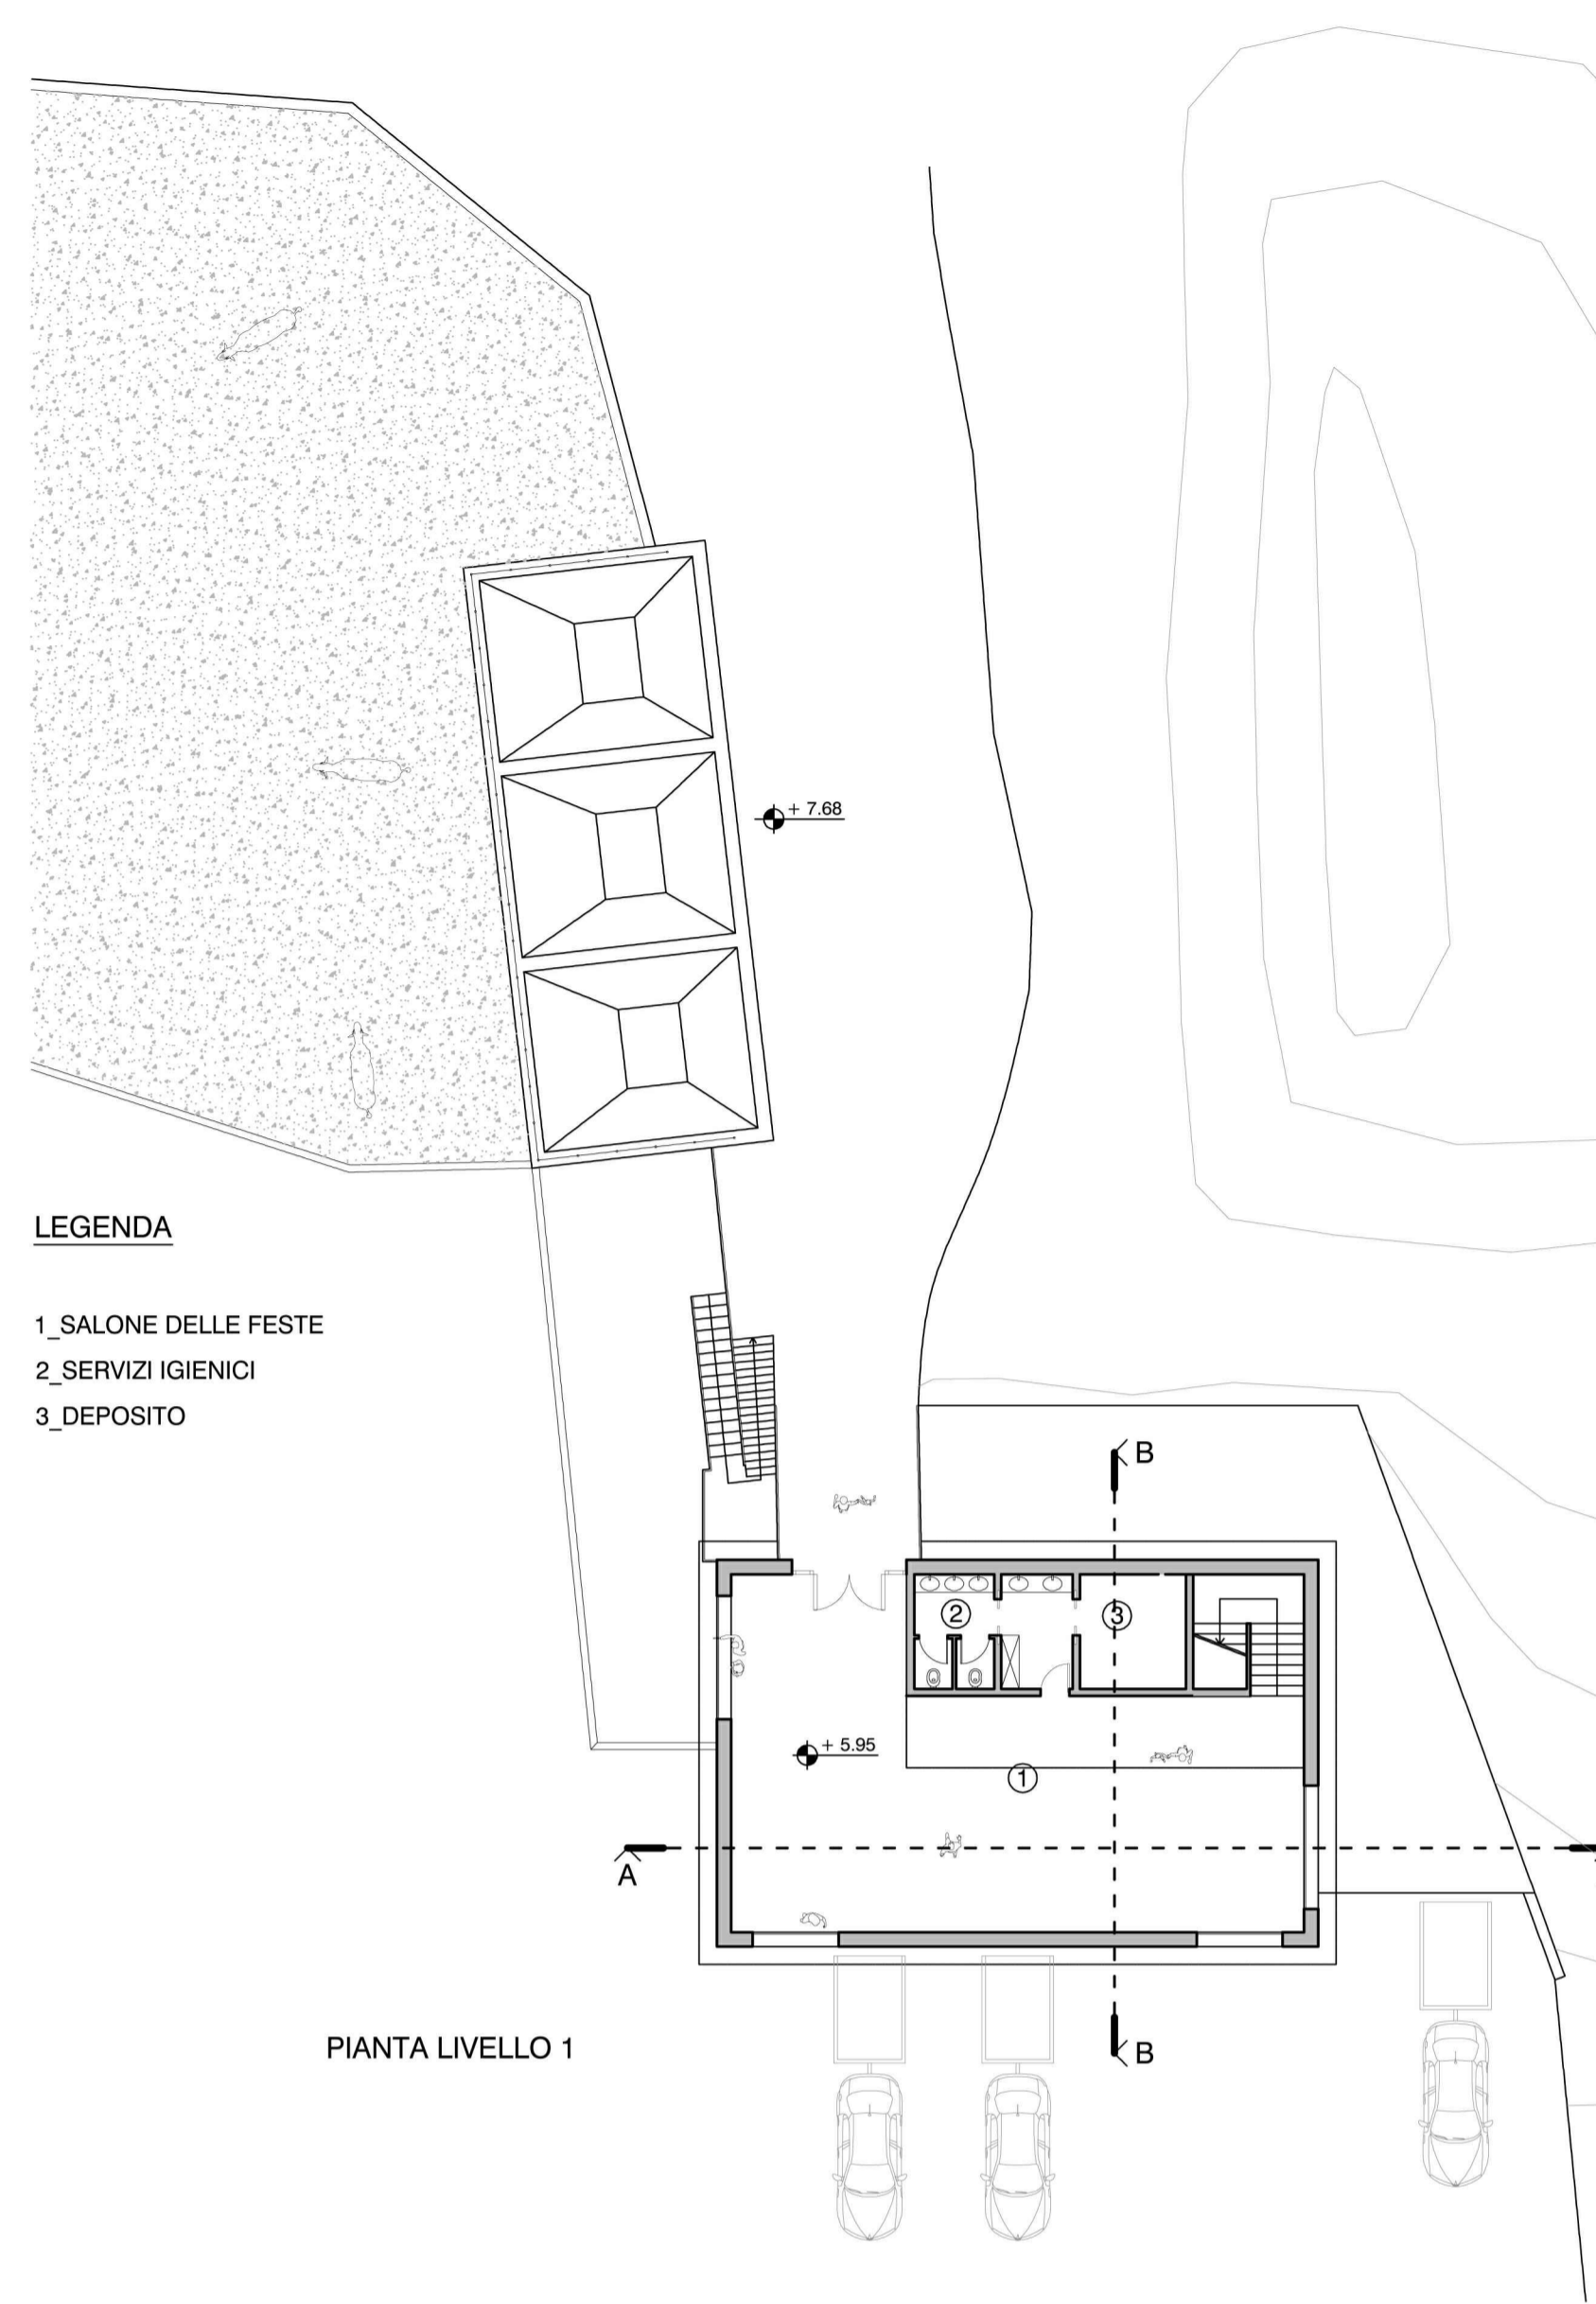 + 7.68
LEGENDA
1_SALONE DELLE FESTE
2_SERVIZI IGIENICI
3_DEPOSITO
B
2
3
+ 5.95
1
A
PIANTA LIVELLO 1
B